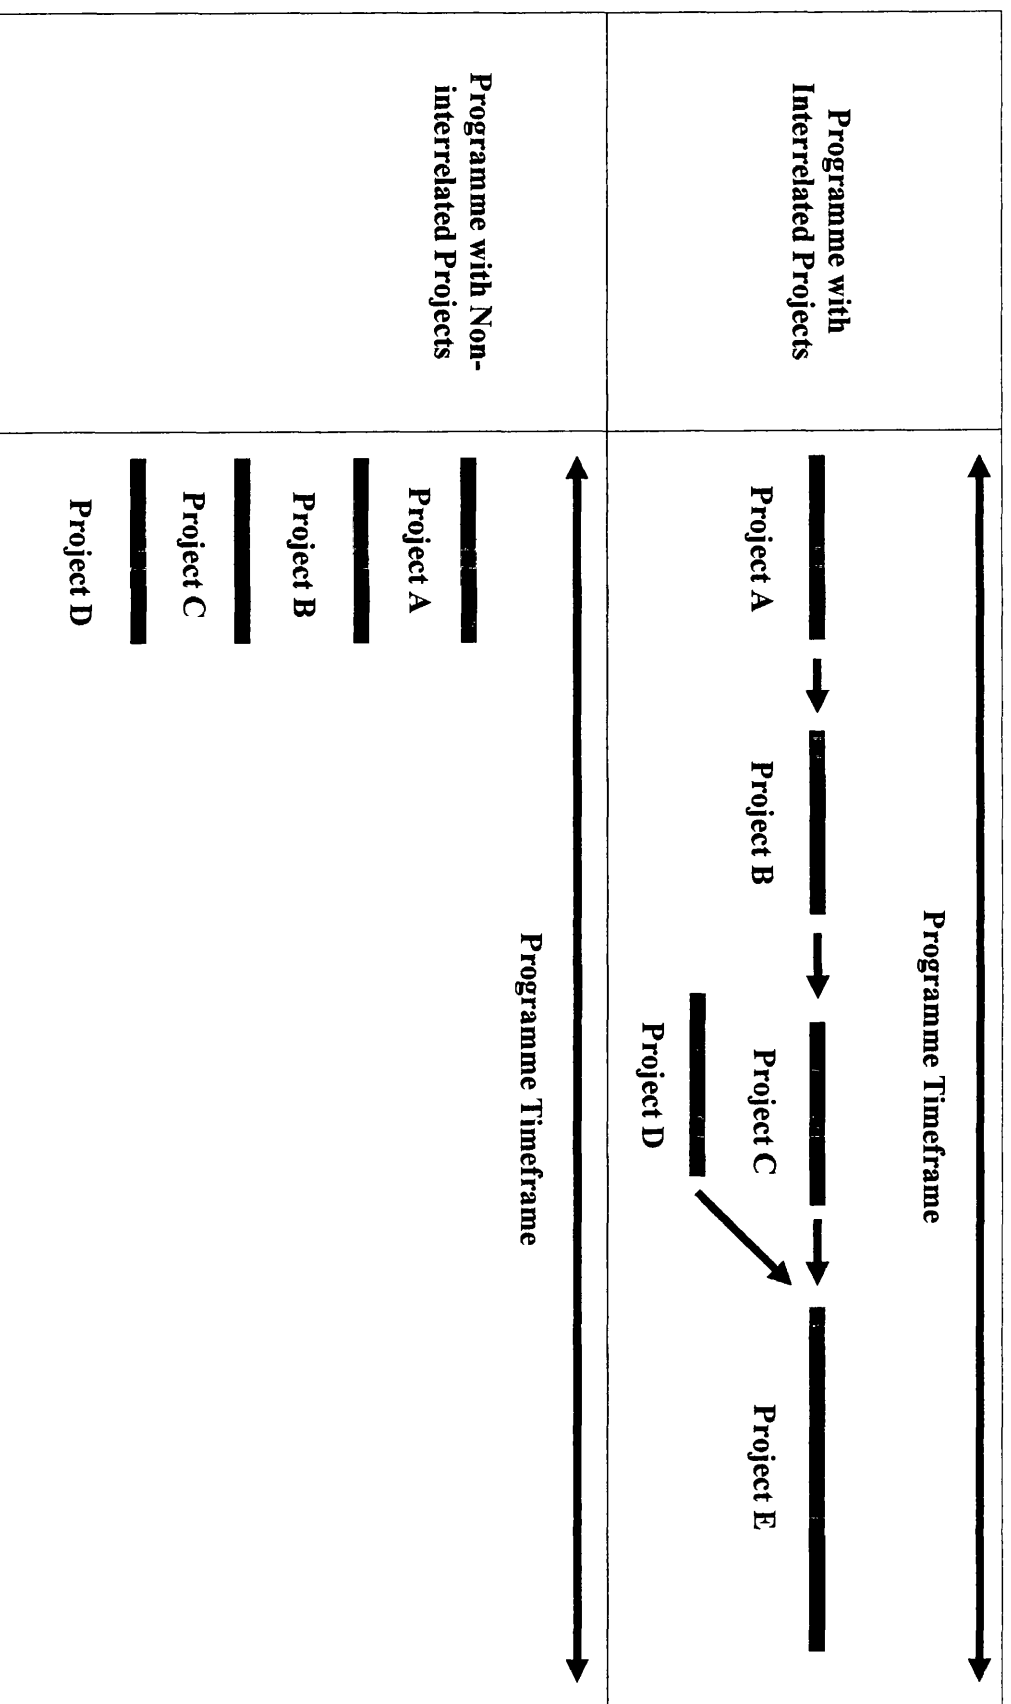 Programme with
Interrelated Projects
Programme Timeframe
Project A
Project B
Project C
Project E
Project D
Programme with Non-
interrelated Projects
Programme Timeframe
Project A
Project B
Project C
Project D